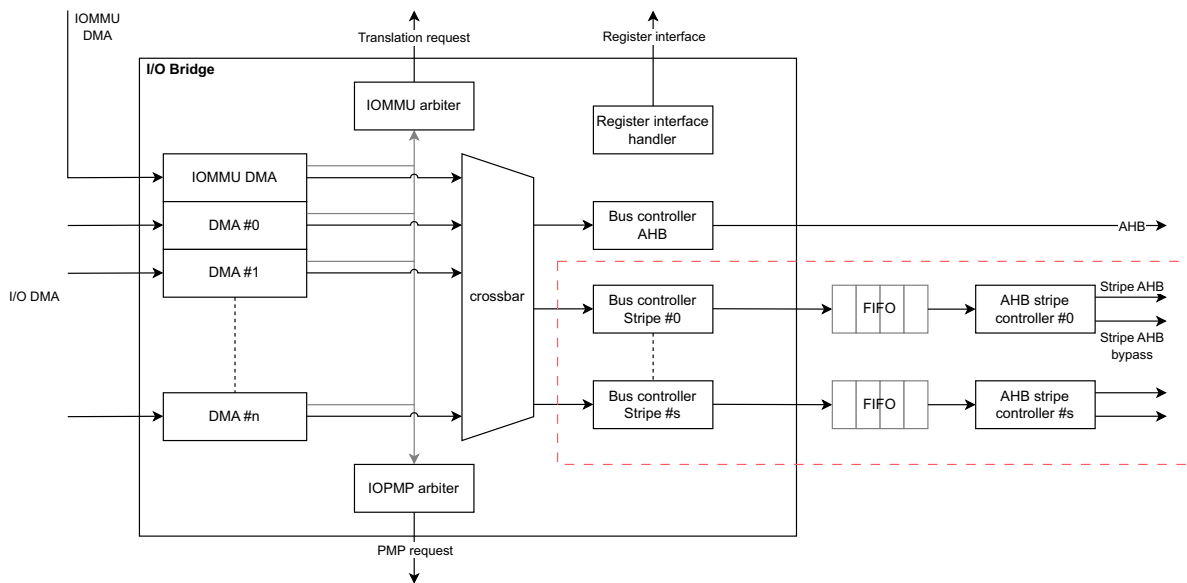 IOMMU
DMA
Translation request
Register interface
I/O Bridge
IOMMU arbiter
Register interface
handler
IOMMU DMA
DMA #0
DMA #1
I/O DMA
DMA #n
crossbar
Bus controller
AHB
AHB
Bus controller
Stripe #0
FIFO
AHB stripe
controller #0
Stripe AHB
Stripe AHB
bypass
Bus controller
Stripe #s
FIFO
AHB stripe
controller #s
IOPMP arbiter
PMP request